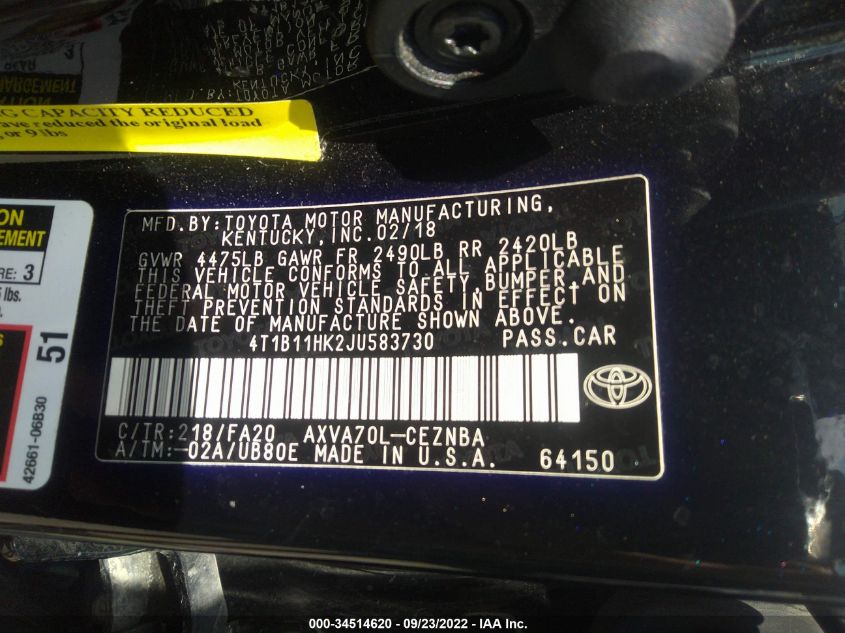 G CAPACITY REDUCED
ve reduced the original load
or 9 lbs
ARGEMENT
3
ON
EMENT
RE: 3
lbs.
51
42661-06B30
MFD. BY: TOYOTA MOTOR MANUFACTURING,
KENTUCKY, INC. 02/18
GVWR 4475LB GAWR FR 2490LB RR 2420LB
THIS VEHICLE CONFORMS TO ALL APPLICABLE
FEDERAL MOTOR VEHICLE SAFETY, BUMPER, AND
THEFT PREVENTION STANDARDS IN EFFECT ON
THE DATE OF MANUFACTURE SHOWN ABOVE.
4T1B11HK2JU583730 PASS.CAR
C/TR:218/FA20 AXVA70L-CEZNBA
A/TM:-02A/UB80E MADE IN U.S.A. 64150
000-34514620 - 09/23/2022 - IAA Inc.